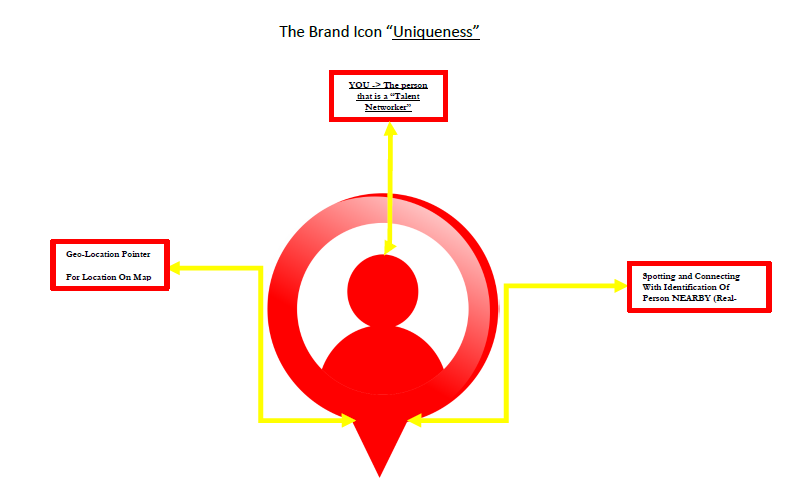 The Brand Icon “Uniqueness”
YOU -> The person
that is a “Talent
Networker”
Geo-Location Pointer
For Location On Map
Spotting and Connecting
With Identification Of
Person NEARBY (Real-